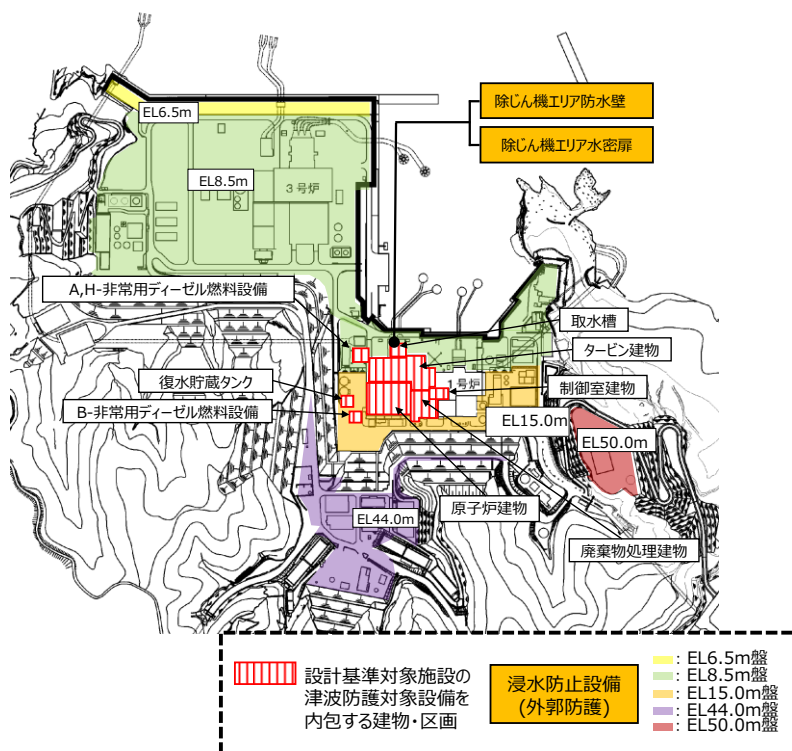 EL6.5m
除じん機エリア防水壁
除じん機エリア水密扉
EL8.5m
3号炉
A,H-非常用ディーゼル燃料設備
取水槽
タービン建物
復水貯蔵タンク
1号炉
制御室建物
B-非常用ディーゼル燃料設備
EL15.0m
EL50.0m
原子炉建物
EL44.0m
廃棄物処理建物
設計基準対象施設の
津波防護対象設備を
内包する建物・区画
浸水防止設備
(外郭防護)
：EL6.5m盤
：EL8.5m盤
：EL15.0m盤
：EL44.0m盤
：EL50.0m盤